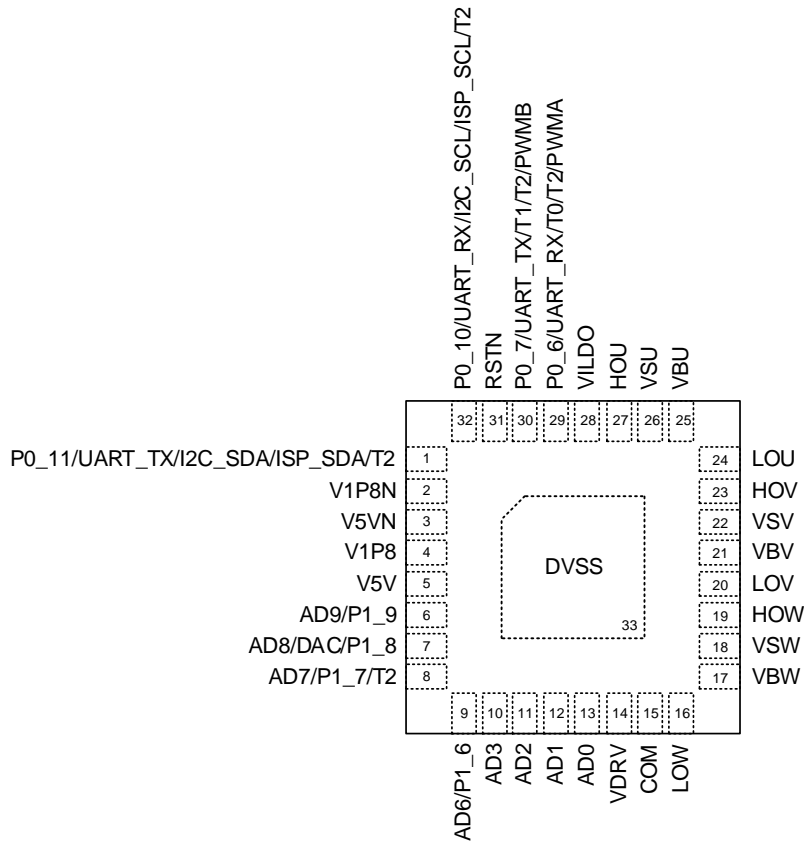 P0_10/UART_RX/I2C_SCL/ISP_SCL/T2
RSTN
P0_7/UART_TX/T1/T2/PWMB
P0_6/UART_RX/T0/T2/PWMA
VILDO
HOU
VSU
VBU
32 31 30 29 28 27 26 25
P0_11/UART_TX/I2C_SDA/ISP_SDA/T2 1 24 LOU
V1P8N 2 23 HOV
V5VN 3 22 VSV
V1P8 4 21 VBV
V5V 5 20 LOV
AD9/P1_9 6 19 HOW
AD8/DAC/P1_8 7 18 VSW
AD7/P1_7/T2 8 17 VBW
DVSS
33
9 10 11 12 13 14 15 16
AD6/P1_6
AD3
AD2
AD1
AD0
VDRV
COM
LOW